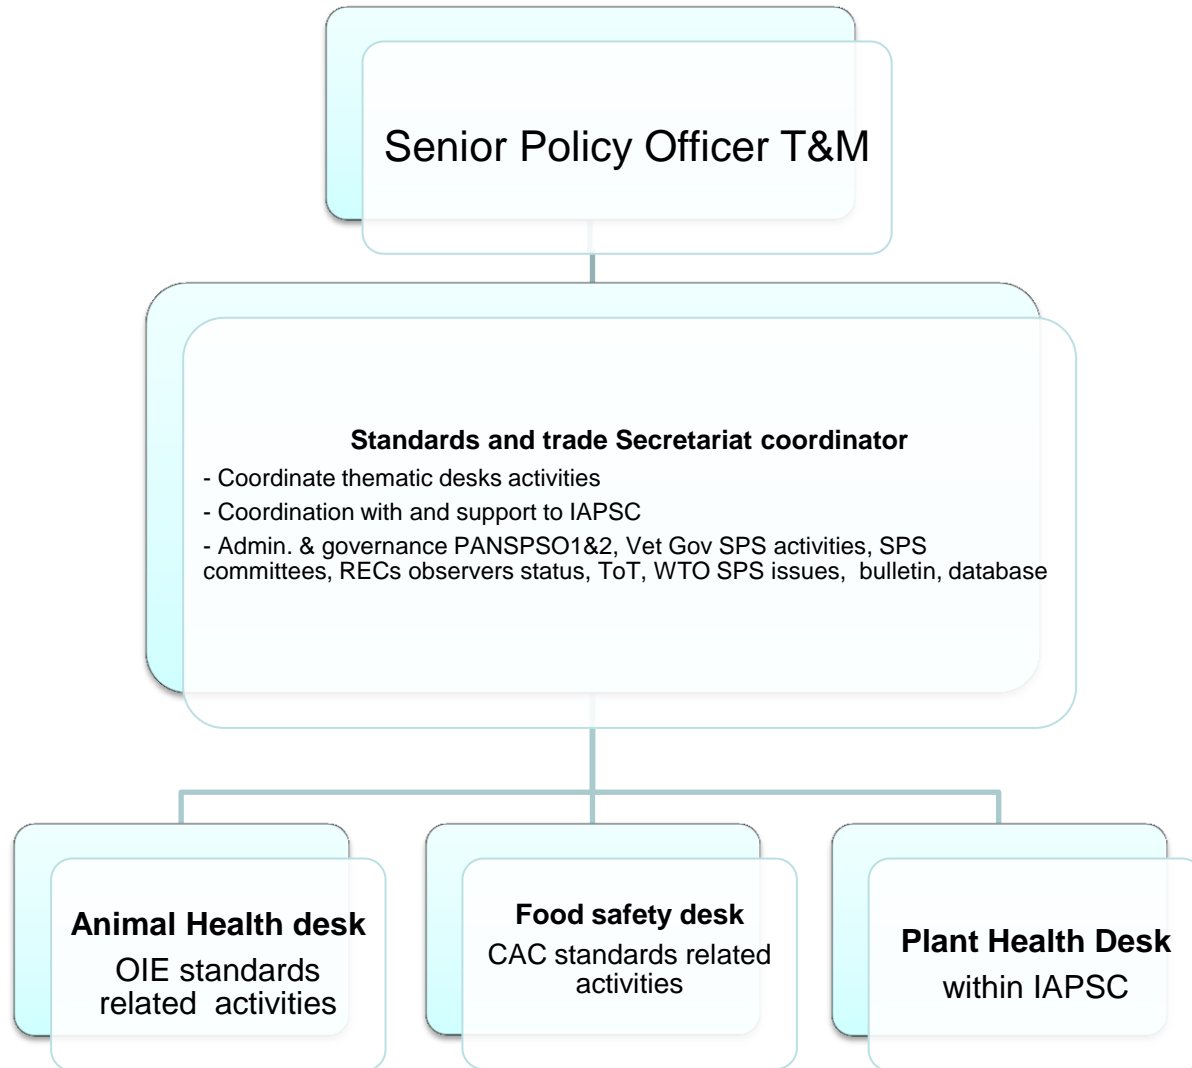 Senior Policy Officer T&M
Standards and trade Secretariat coordinator
- Coordinate thematic desks activities
- Coordination with and support to IAPSC
- Admin. & governance PANSPSO1&2, Vet Gov SPS activities, SPS
committees, RECs observers status, ToT, WTO SPS issues,  bulletin, database
Animal Health desk
OIE standards
related  activities
Food safety desk
CAC standards related
activities
Plant Health Desk
within IAPSC